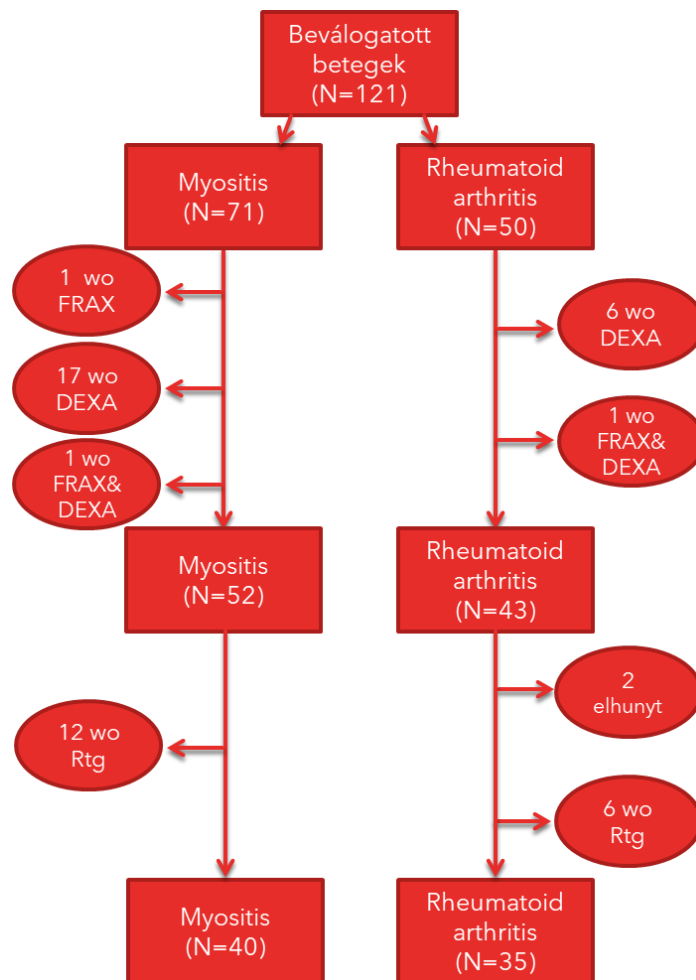 Beválogatott
betegek
(N=121)
Myositis
(N=71)
Rheumatoid
arthritis
(N=50)
1 wo
FRAX
17 wo
DEXA
1 wo
FRAX&
DEXA
6 wo
DEXA
1 wo
FRAX&
DEXA
Myositis
(N=52)
Rheumatoid
arthritis
(N=43)
12 wo
Rtg
2
elhunyt
6 wo
Rtg
Myositis
(N=40)
Rheumatoid
arthritis
(N=35)